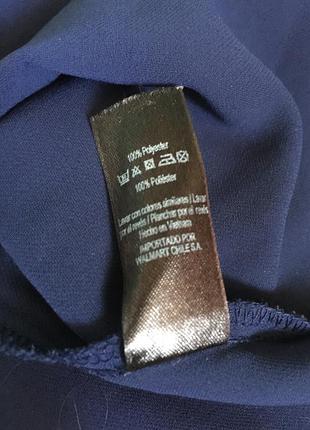 100% Polyester
100% Poliéster
Lavar con colores similares / Lavar
por el revés / Planchar por el revés
Hecho en Vietnam
IMPORTADO POR
WALMART CHILE S.A.